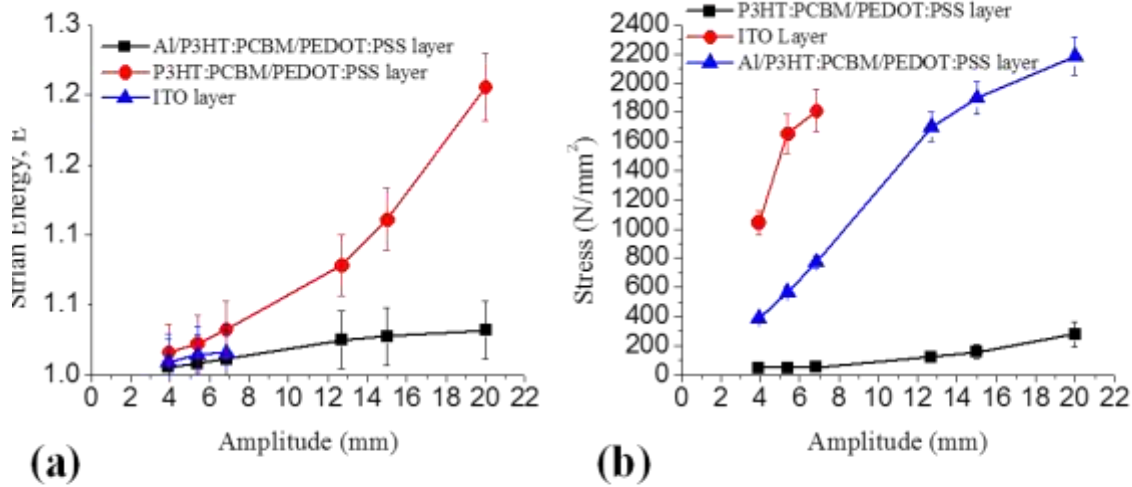 1.3
1.2
1.2
1.1
1.1
1.0
Strian Energy, E
Al/P3HT:PCBM/PEDOT:PSS layer
P3HT:PCBM/PEDOT:PSS layer
ITO layer
0 2 4 6 8 10 12 14 16 18 20 22
Amplitude (mm)
(a)
P3HT:PCBM/PEDOT:PSS layer
ITO Layer
Al/P3HT:PCBM/PEDOT:PSS layer
2400
2200
2000
1800
1600
1400
1200
1000
800
600
400
200
0
Stress (N/mm²)
0 2 4 6 8 10 12 14 16 18 20 22
Amplitude (mm)
(b)